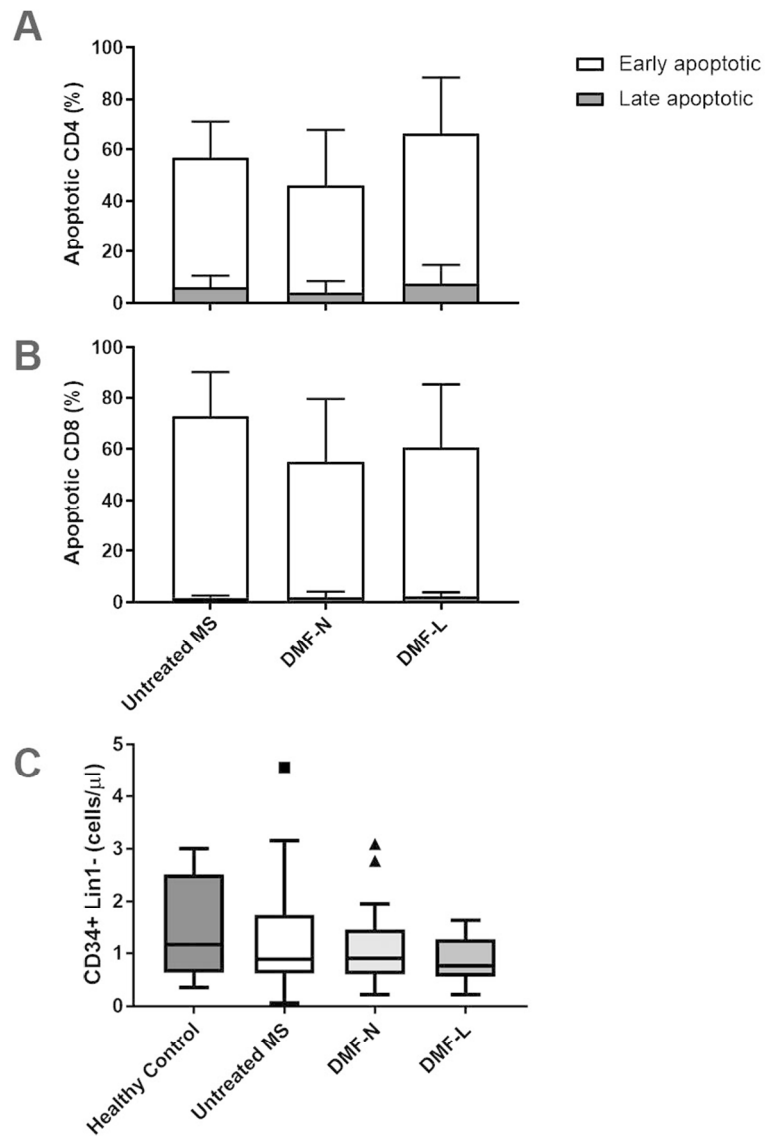 A
100
80
60
40
20
0
Apoptotic CD4 (%)
Early apoptotic
Late apoptotic
B
100
80
60
40
20
0
Apoptotic CD8 (%)
Untreated MS
DMF-N
DMF-L
C
5
4
3
2
1
0
CD34+ Lin1- (cells/µl)
Healthy Control
Untreated MS
DMF-N
DMF-L